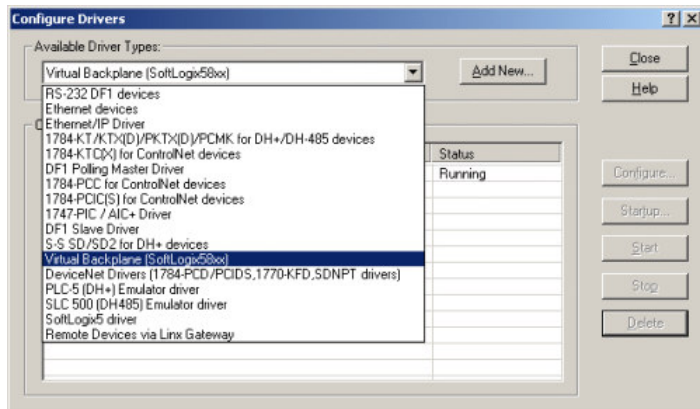 Configure Drivers
Available Driver Types:
Virtual Backplane (SoftLogix58xx)
Add New...
Close
Help
RS-232 DF1 devices
Ethernet devices
Ethernet/IP Driver
1784-KT/KTX(D)/PKTX(D)/PCMK for DH+/DH-485 devices
1784-KTC(X) for ControlNet devices
DF1 Polling Master Driver
1784-PCC for ControlNet devices
1784-PCIC(S) for ControlNet devices
1747-PIC / AIC+ Driver
DF1 Slave Driver
S-S SD/SD2 for DH+ devices
Virtual Backplane (SoftLogix58xx)
DeviceNet Drivers (1784-PCD/PCIDS,1770-KFD,SDNPT drivers)
PLC-5 (DH+) Emulator driver
SLC 500 (DH485) Emulator driver
SoftLogix5 driver
Remote Devices via Linx Gateway
Status
Running
Configure...
Startup...
Start
Stop
Delete